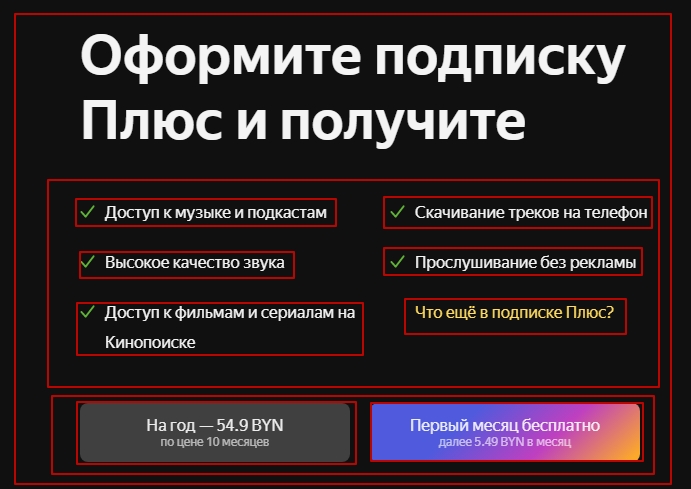 Оформите подписку
Плюс и получите
Доступ к музыке и подкастам
Скачивание треков на телефон
Высокое качество звука
Прослушивание без рекламы
Доступ к фильмам и сериалам на
Кинопоиске
Что ещё в подписке Плюс?
На год — 54.9 BYN
по цене 10 месяцев
Первый месяц бесплатно
далее 5.49 BYN в месяц